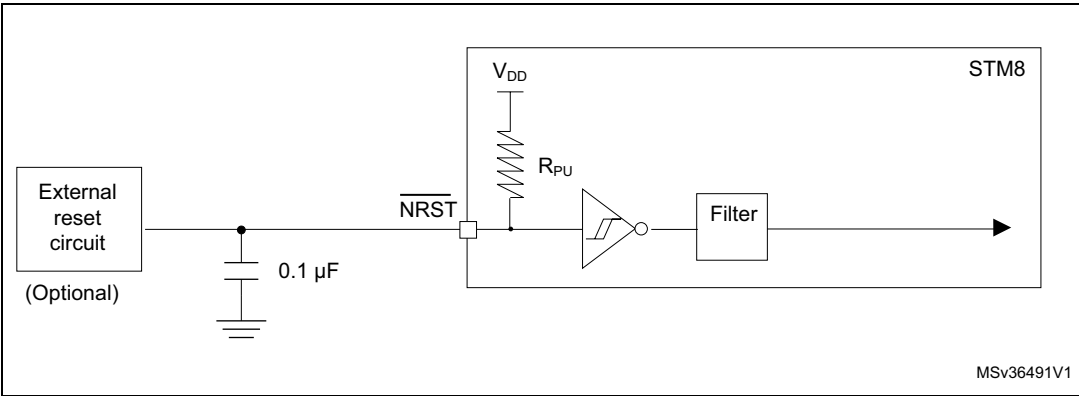 STM8
VDD
RPU
External
reset
circuit
(Optional)
NRST
Filter
0.1 µF
MSv36491V1